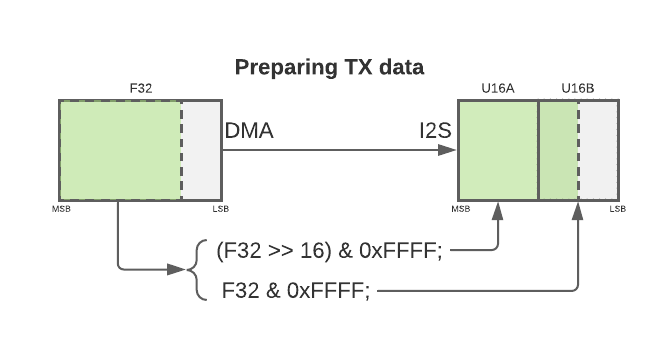 Preparing TX data
F32
U16A
U16B
DMA
I2S
MSB
LSB
MSB
LSB
(F32 >> 16) & 0xFFFF;
F32 & 0xFFFF;